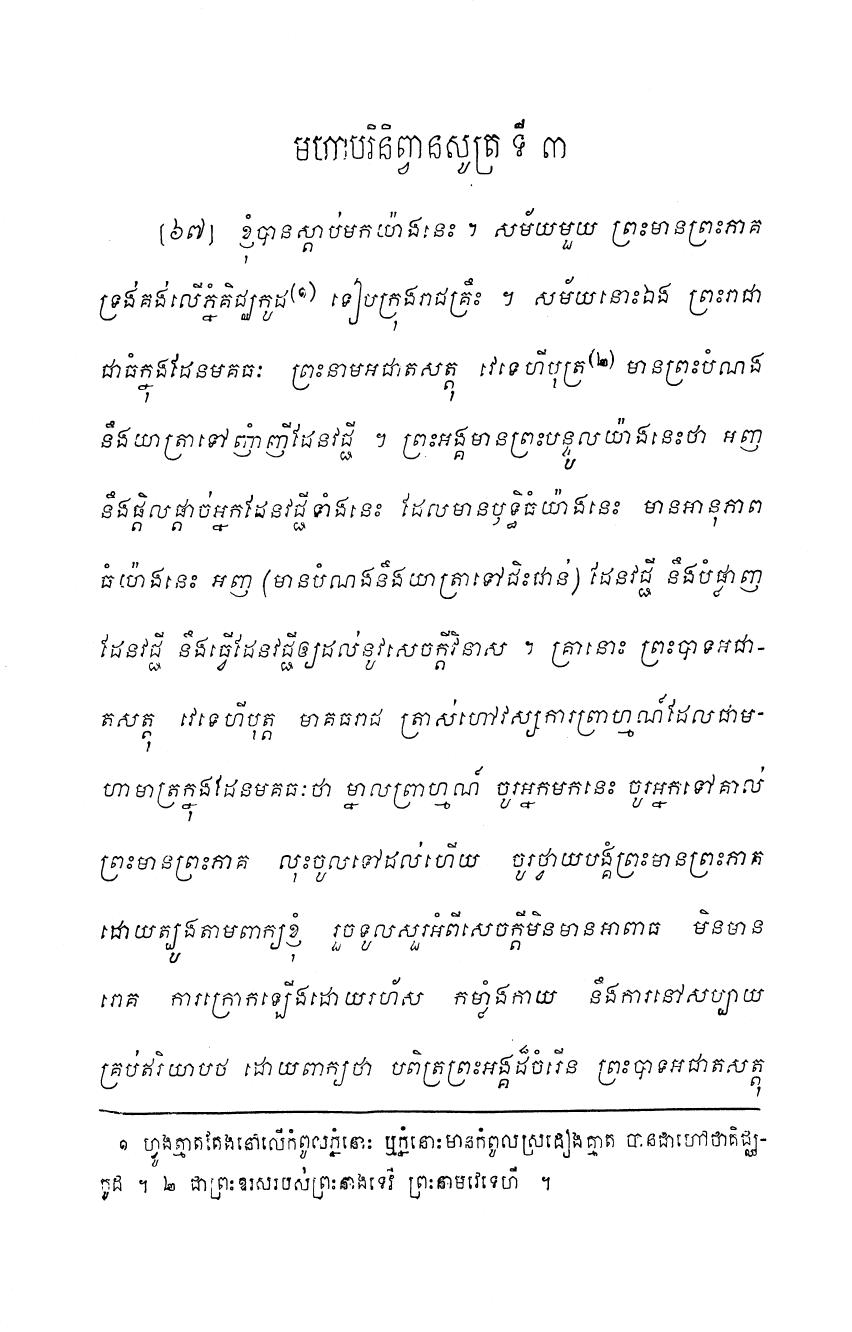 មហាបរិនិព្វានសូត្រ ទី ៣
[៦៧] ខ្ញុំបានស្តាប់មកយ៉ាងនេះ ។ សម័យមួយ ព្រះមានព្រះភាគ
ទ្រង់គង់លើភ្នំគិជ្ឈកូដ(១) ទៀបក្រុងរាជគ្រឹះ ។ សម័យនោះឯង ព្រះរាជា
ជាធំក្នុងដែនមគធៈ ព្រះនាមអជាតសត្តុ វេទេហីបុត្រ(២) មានព្រះបំណង
នឹងយាត្រាទៅញាំញីដែនវជ្ជី ។ ព្រះអង្គមានព្រះបន្ទូលយ៉ាងនេះថា អញ
នឹងផ្តិលផ្តាច់អ្នកដែនវជ្ជីទាំងនេះ ដែលមានឫទ្ធិធំយ៉ាងនេះ មានអានុភាព
ធំយ៉ាងនេះ អញ (មានបំណងនឹងយាត្រាទៅជិះជាន់) ដែនវជ្ជី នឹងបំផ្លាញ
ដែនវជ្ជី នឹងធ្វើដែនវជ្ជីឲ្យដល់នូវសេចក្តីវិនាស ។ គ្រានោះ ព្រះបាទអជា-
តសត្តុ វេទេហីបុត្ត មាគធរាជ ត្រាស់ហៅវស្សការព្រាហ្មណ៍ដែលជាម-
ហាមាត្រក្នុងដែនមគធៈថា ម្នាលព្រាហ្មណ៍ ចូរអ្នកមកនេះ ចូរអ្នកទៅគាល់
ព្រះមានព្រះភាគ លុះចូលទៅដល់ហើយ ចូរថ្វាយបង្គំព្រះមានព្រះភាគ
ដោយត្បូងតាមពាក្យខ្ញុំ រួចទូលសួរអំពីសេចក្តីមិនមានអាពាធ មិនមាន
រោគ ការក្រោកឡើងដោយរហ័ស កម្លាំងកាយ នឹងការនៅសប្បាយ
គ្រប់ឥរិយាបថ ដោយពាក្យថា បពិត្រព្រះអង្គដ៏ចំរើន ព្រះបាទអជាតសត្តុ
១ ហ្វូងត្មាតតែងនៅលើកំពូលភ្នំនោះ ឬភ្នំនោះមានកំពូលស្រដៀងត្មាត បានជាហៅថាគិជ្ឈ-
កូដ ។ ២ ជាព្រះឱរសរបស់ព្រះនាងទេវី ព្រះនាមវេទេហី ។